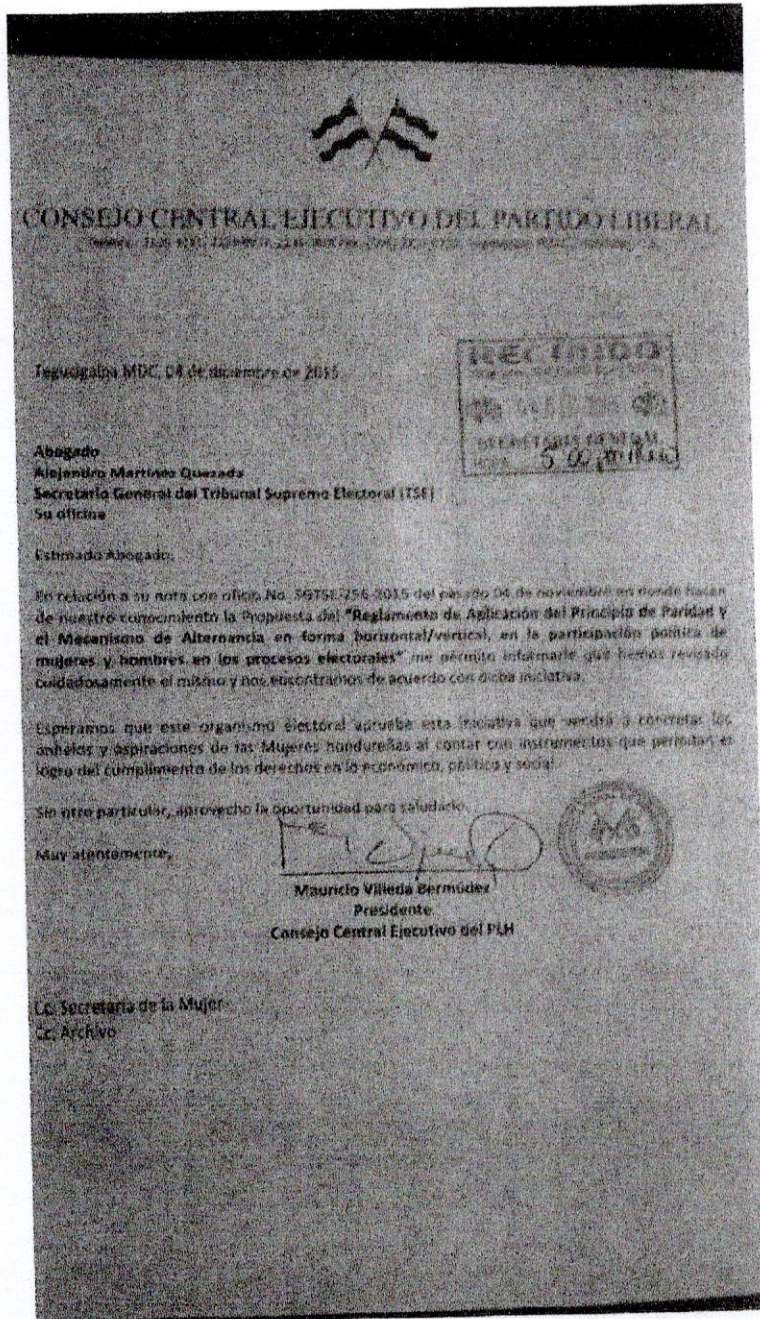 CONSEJO CENTRAL EJECUTIVO DEL PARTIDO LIBERAL
Tegucigalpa MDC, 08 de diciembre de 2015
RECIBIDO
SECRETARIA GENERAL
HORA 5:00
Abogado
Alejandro Martínez Quezada
Secretario General del Tribunal Supremo Electoral (TSE)
Su oficina
Estimado Abogado:
En relación a su nota con oficio No. SGTSE-256-2015 del pasado 04 de noviembre en donde hacen
de nuestro conocimiento la Propuesta del "Reglamento de Aplicación del Principio de Paridad y
el Mecanismo de Alternancia en forma horizontal/vertical, en la participación política de
mujeres y hombres en los procesos electorales" me permito informarle que hemos revisado
cuidadosamente el mismo y nos encontramos de acuerdo con dicha iniciativa.
Esperamos que este organismo electoral apruebe esta iniciativa que vendrá a concretar los
anhelos y aspiraciones de las Mujeres hondureñas al contar con instrumentos que permitan el
logro del cumplimiento de los derechos en lo económico, político y social.
Sin otro particular, aprovecho la oportunidad para saludarlo.
Muy atentamente,
Mauricio Villeda Bermúdez
Presidente
Consejo Central Ejecutivo del PLH
Cc. Secretaria de la Mujer
Cc. Archivo